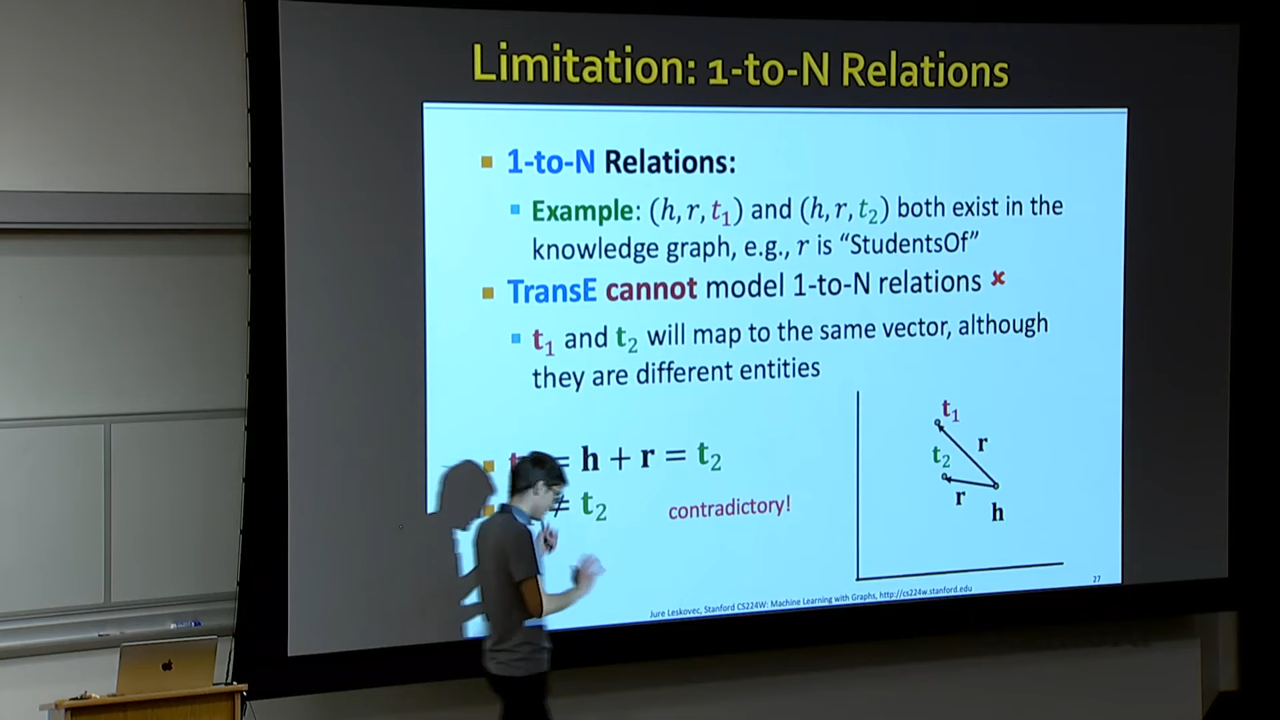 Limitation: 1-to-N Relations
1-to-N Relations:
Example: (h, r, t₁) and (h, r, t₂) both exist in the
knowledge graph, e.g., r is “StudentsOf”
TransE cannot model 1-to-N relations ✗
t₁ and t₂ will map to the same vector, although
they are different entities
= h + r = t₂
≠ t₂ contradictory!
t₁
r
t₂
r
h
27
Jure Leskovec, Stanford CS224W: Machine Learning with Graphs, http://cs224w.stanford.edu